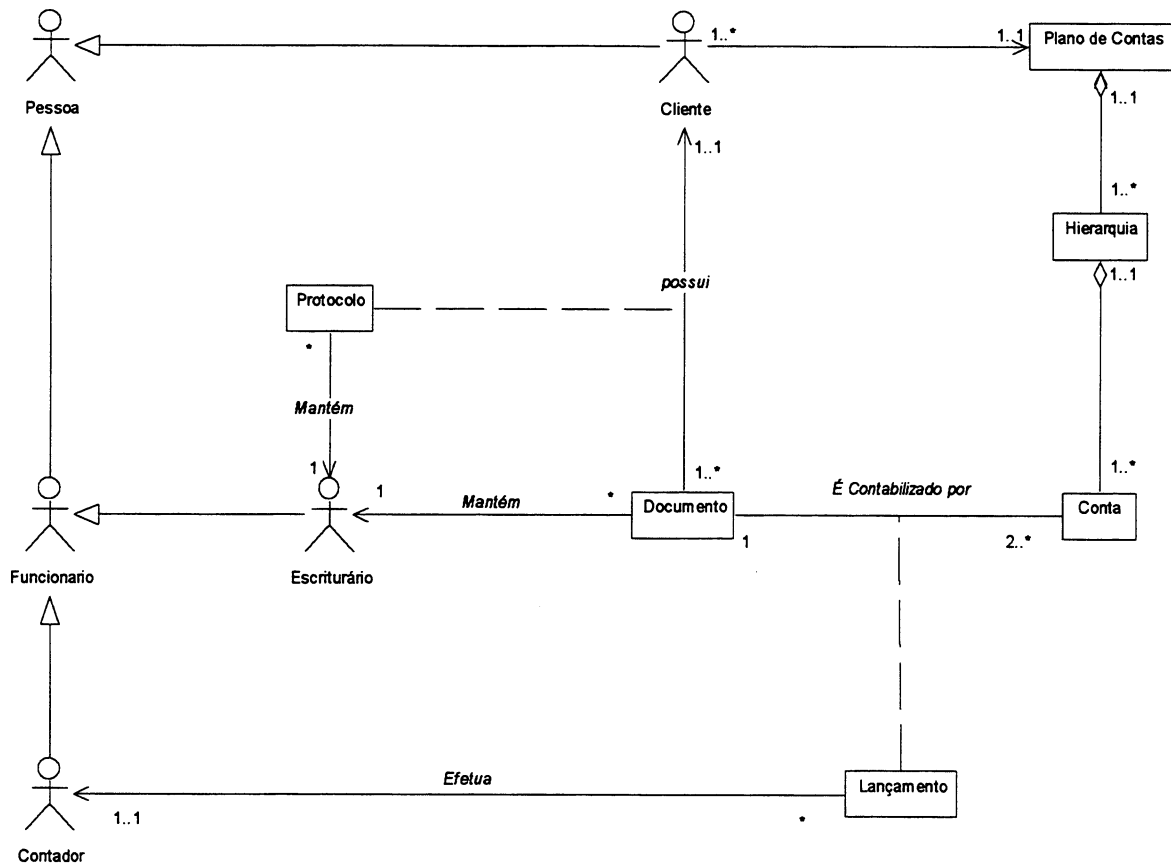 1..*
1..1
Plano de Contas
Pessoa
Cliente
1..1
1..1
1..*
Hierarquia
1..1
possui
Protocolo
*
Mantém
1
1..*
1..*
1
Mantém
*
Documento
É Contabilizado por
Conta
1
2..*
Funcionario
Escriturário
Efetua
Lançamento
1..1
*
Contador